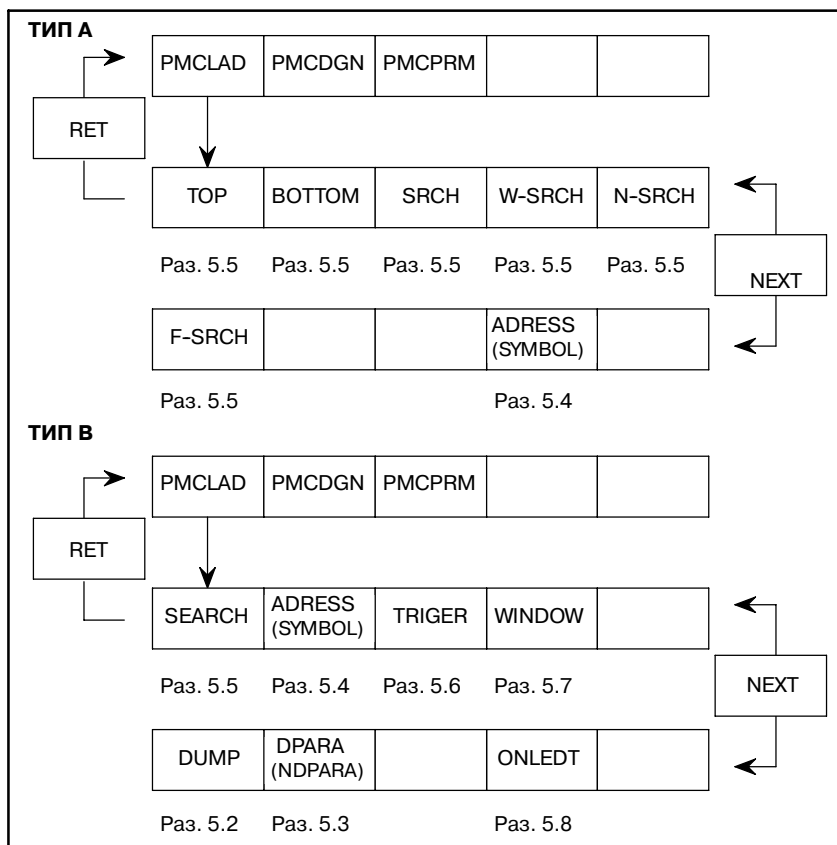 ТИП А
PMCLAD PMCDGN PMCPRM
RET
TOP BOTTOM SRCH W-SRCH N-SRCH
Раз. 5.5 Раз. 5.5 Раз. 5.5 Раз. 5.5 Раз. 5.5
NEXT
F-SRCH ADRESS (SYMBOL)
Раз. 5.5 Раз. 5.4
ТИП В
PMCLAD PMCDGN PMCPRM
RET
SEARCH ADRESS (SYMBOL) TRIGER WINDOW
Раз. 5.5 Раз. 5.4 Раз. 5.6 Раз. 5.7
NEXT
DUMP DPARA (NDPARA) ONLEDT
Раз. 5.2 Раз. 5.3 Раз. 5.8